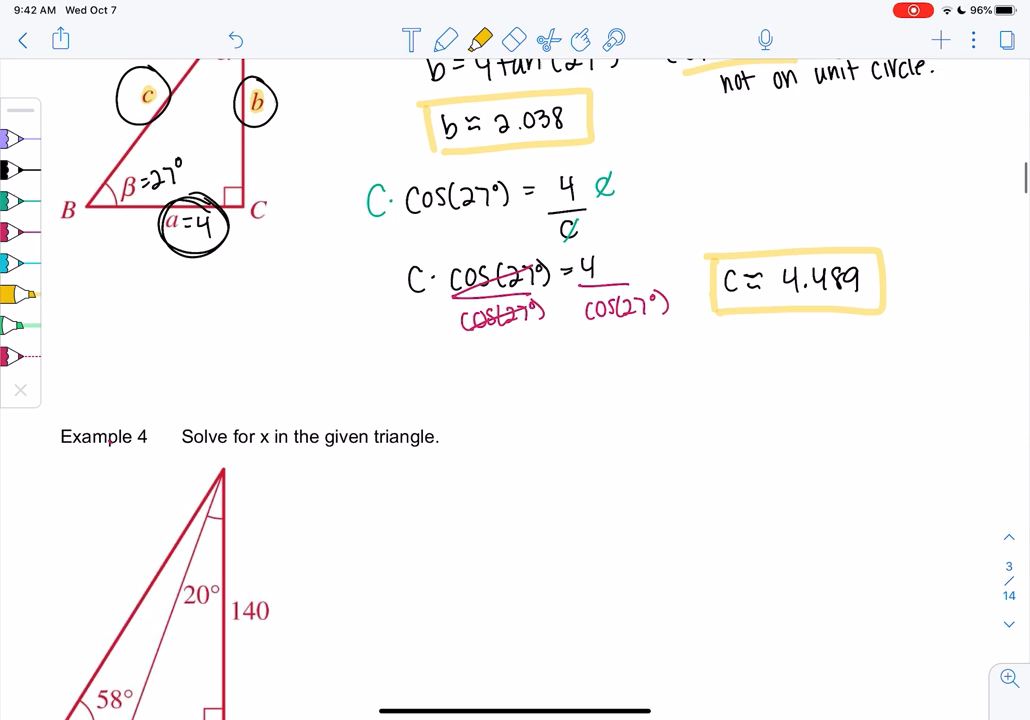 9:42 AM Wed Oct 7
96%
T
b = 4 tan(27°)
not on unit circle.
c
b
b ≈ 2.038
β = 27°
B
a = 4
C
C · cos(27°) = 4 ¢
¢
C · cos(27°) = 4
cos(27°) cos(27°)
C ≈ 4.489
Example 4 Solve for x in the given triangle.
20°
140
58°
3
/
14